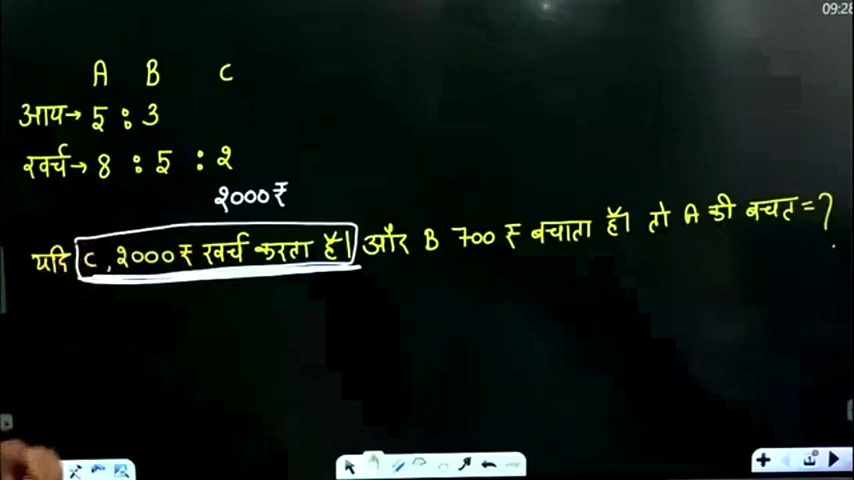 09:28
A B C
आय→ 5 : 3
खर्च→ 8 : 5 : 2
2000₹
यदि C, 2000 ₹ खर्च करता है। और B 700 ₹ बचाता है। तो A की बचत = ?